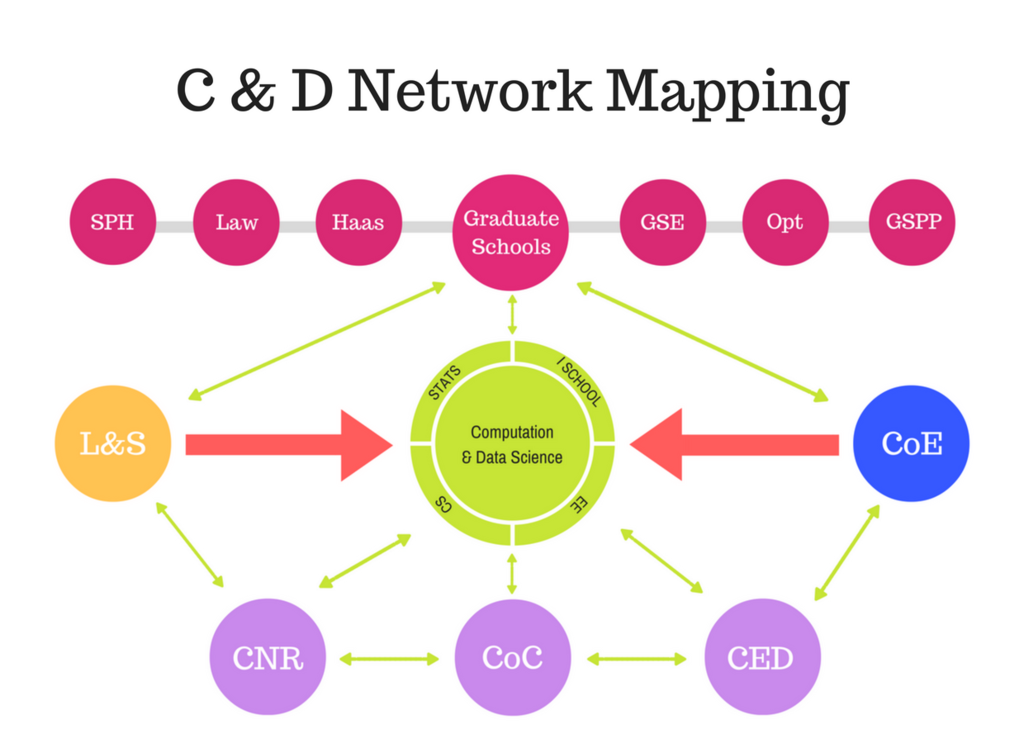 C & D Network Mapping
SPH
Law
Haas
Graduate
Schools
GSE
Opt
GSPP
STATS
I SCHOOL
L&S
Computation
& Data Science
CoE
CS
EE
CNR
CoC
CED